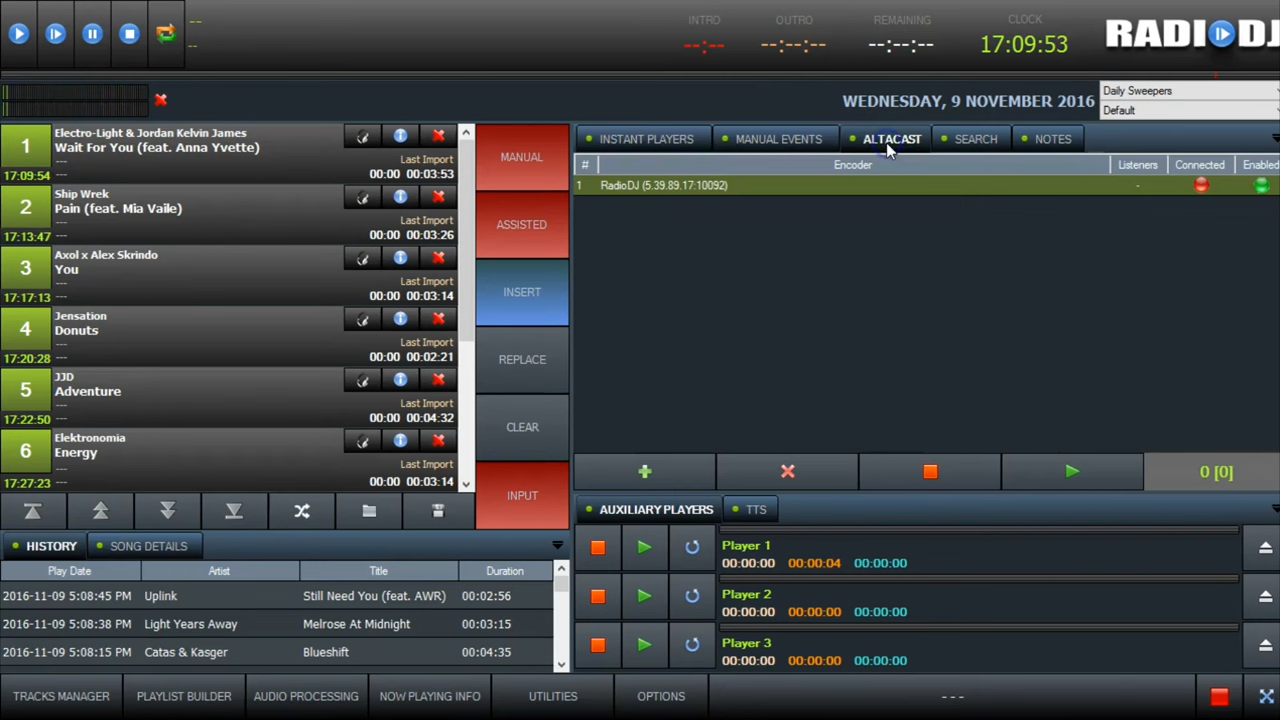 --
--
INTRO
--:--
OUTRO
--:--:--
REMAINING
--:--:--
CLOCK
17:09:53
RADIODJ
WEDNESDAY, 9 NOVEMBER 2016
Daily Sweepers
Default
1
17:09:54
Electro-Light & Jordan Kelvin James
Wait For You (feat. Anna Yvette)
---
Last Import
00:00 00:03:53
2
17:13:47
Ship Wrek
Pain (feat. Mia Vaile)
---
Last Import
00:00 00:03:26
3
17:17:13
Axol x Alex Skrindo
You
---
Last Import
00:00 00:03:14
4
17:20:28
Jensation
Donuts
---
Last Import
00:00 00:02:21
5
17:22:50
JJD
Adventure
---
Last Import
00:00 00:04:32
6
17:27:23
Elektronomia
Energy
---
Last Import
00:00 00:03:14
MANUAL
ASSISTED
INSERT
REPLACE
CLEAR
INPUT
INSTANT PLAYERS
MANUAL EVENTS
ALTACAST
SEARCH
NOTES
# Encoder Listeners Connected Enabled
1 RadioDJ (5.39.89.17:10092) -
0 [0]
AUXILIARY PLAYERS
TTS
Player 1
00:00:00 00:00:04 00:00:00
Player 2
00:00:00 00:00:00 00:00:00
Player 3
00:00:00 00:00:00 00:00:00
HISTORY
SONG DETAILS
Play Date Artist Title Duration
2016-11-09 5:08:45 PM Uplink Still Need You (feat. AWR) 00:02:56
2016-11-09 5:08:38 PM Light Years Away Melrose At Midnight 00:03:15
2016-11-09 5:08:15 PM Catas & Kasger Blueshift 00:04:35
TRACKS MANAGER
PLAYLIST BUILDER
AUDIO PROCESSING
NOW PLAYING INFO
UTILITIES
OPTIONS
---